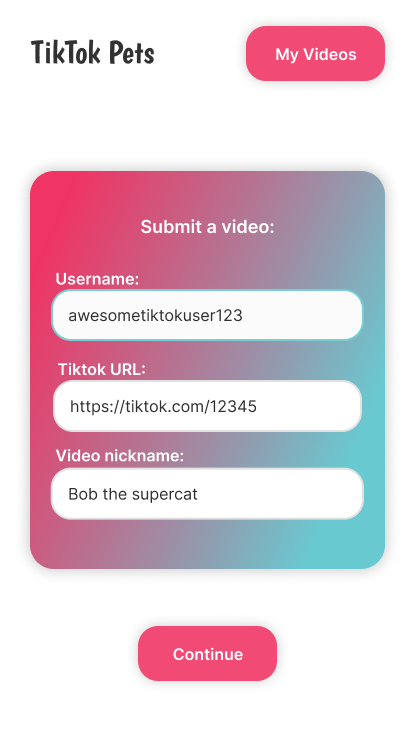 TikTok Pets
My Videos
Submit a video:
Username:
awesometiktokuser123
Tiktok URL:
https://tiktok.com/12345
Video nickname:
Bob the supercat
Continue